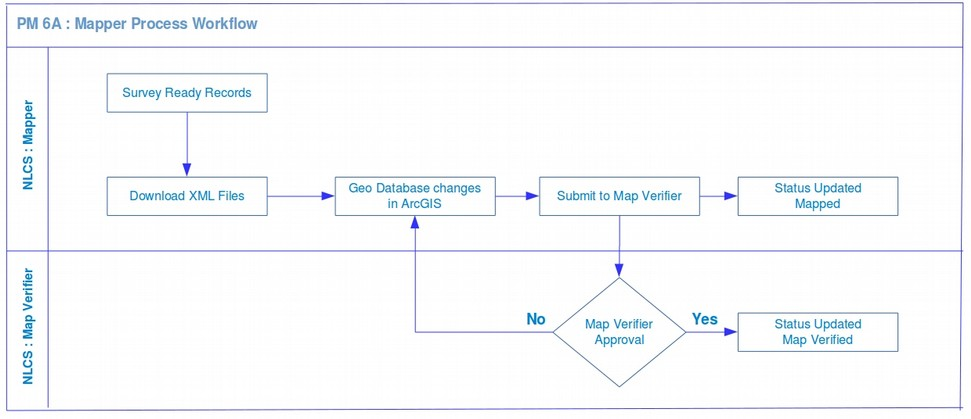 PM 6A : Mapper Process Workflow
NLCS : Mapper
Survey Ready Records
Download XML Files
Geo Database changes
in ArcGIS
Submit to Map Verifier
Status Updated
Mapped
NLCS : Map Verifier
No
Map Verifier
Approval
Yes
Status Updated
Map Verified